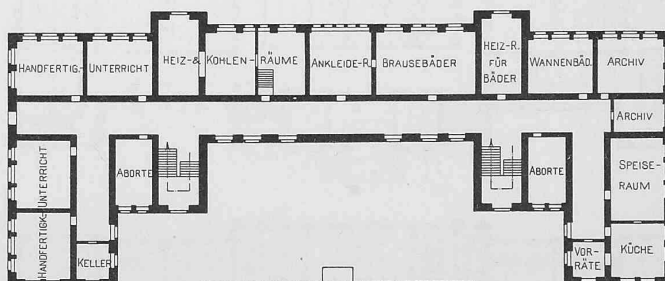 HANDFERTIG.-
UNTERRICHT
HEIZ-&
KOHLEN-
RÄUME
ANKLEIDE-R.
BRAUSEBÄDER
HEIZ-R.
FÜR
BÄDER
WANNENBÄD.
ARCHIV
ARCHIV
HANDFERTIGK.-UNTERRICHT
ABORTE
ABORTE
SPEISE-
RAUM
KELLER
VOR-
RÄTE
KÜCHE